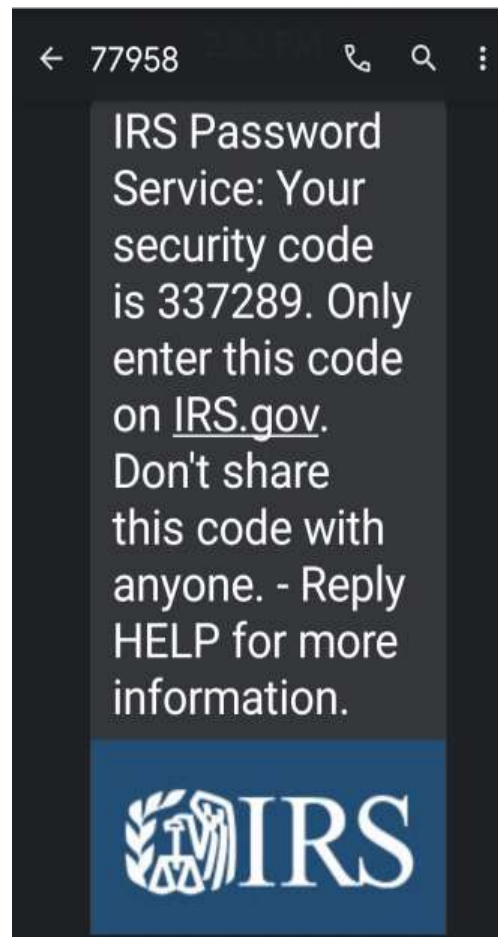 77958
IRS Password
Service: Your
security code
is 337289. Only
enter this code
on IRS.gov.
Don't share
this code with
anyone. - Reply
HELP for more
information.
IRS